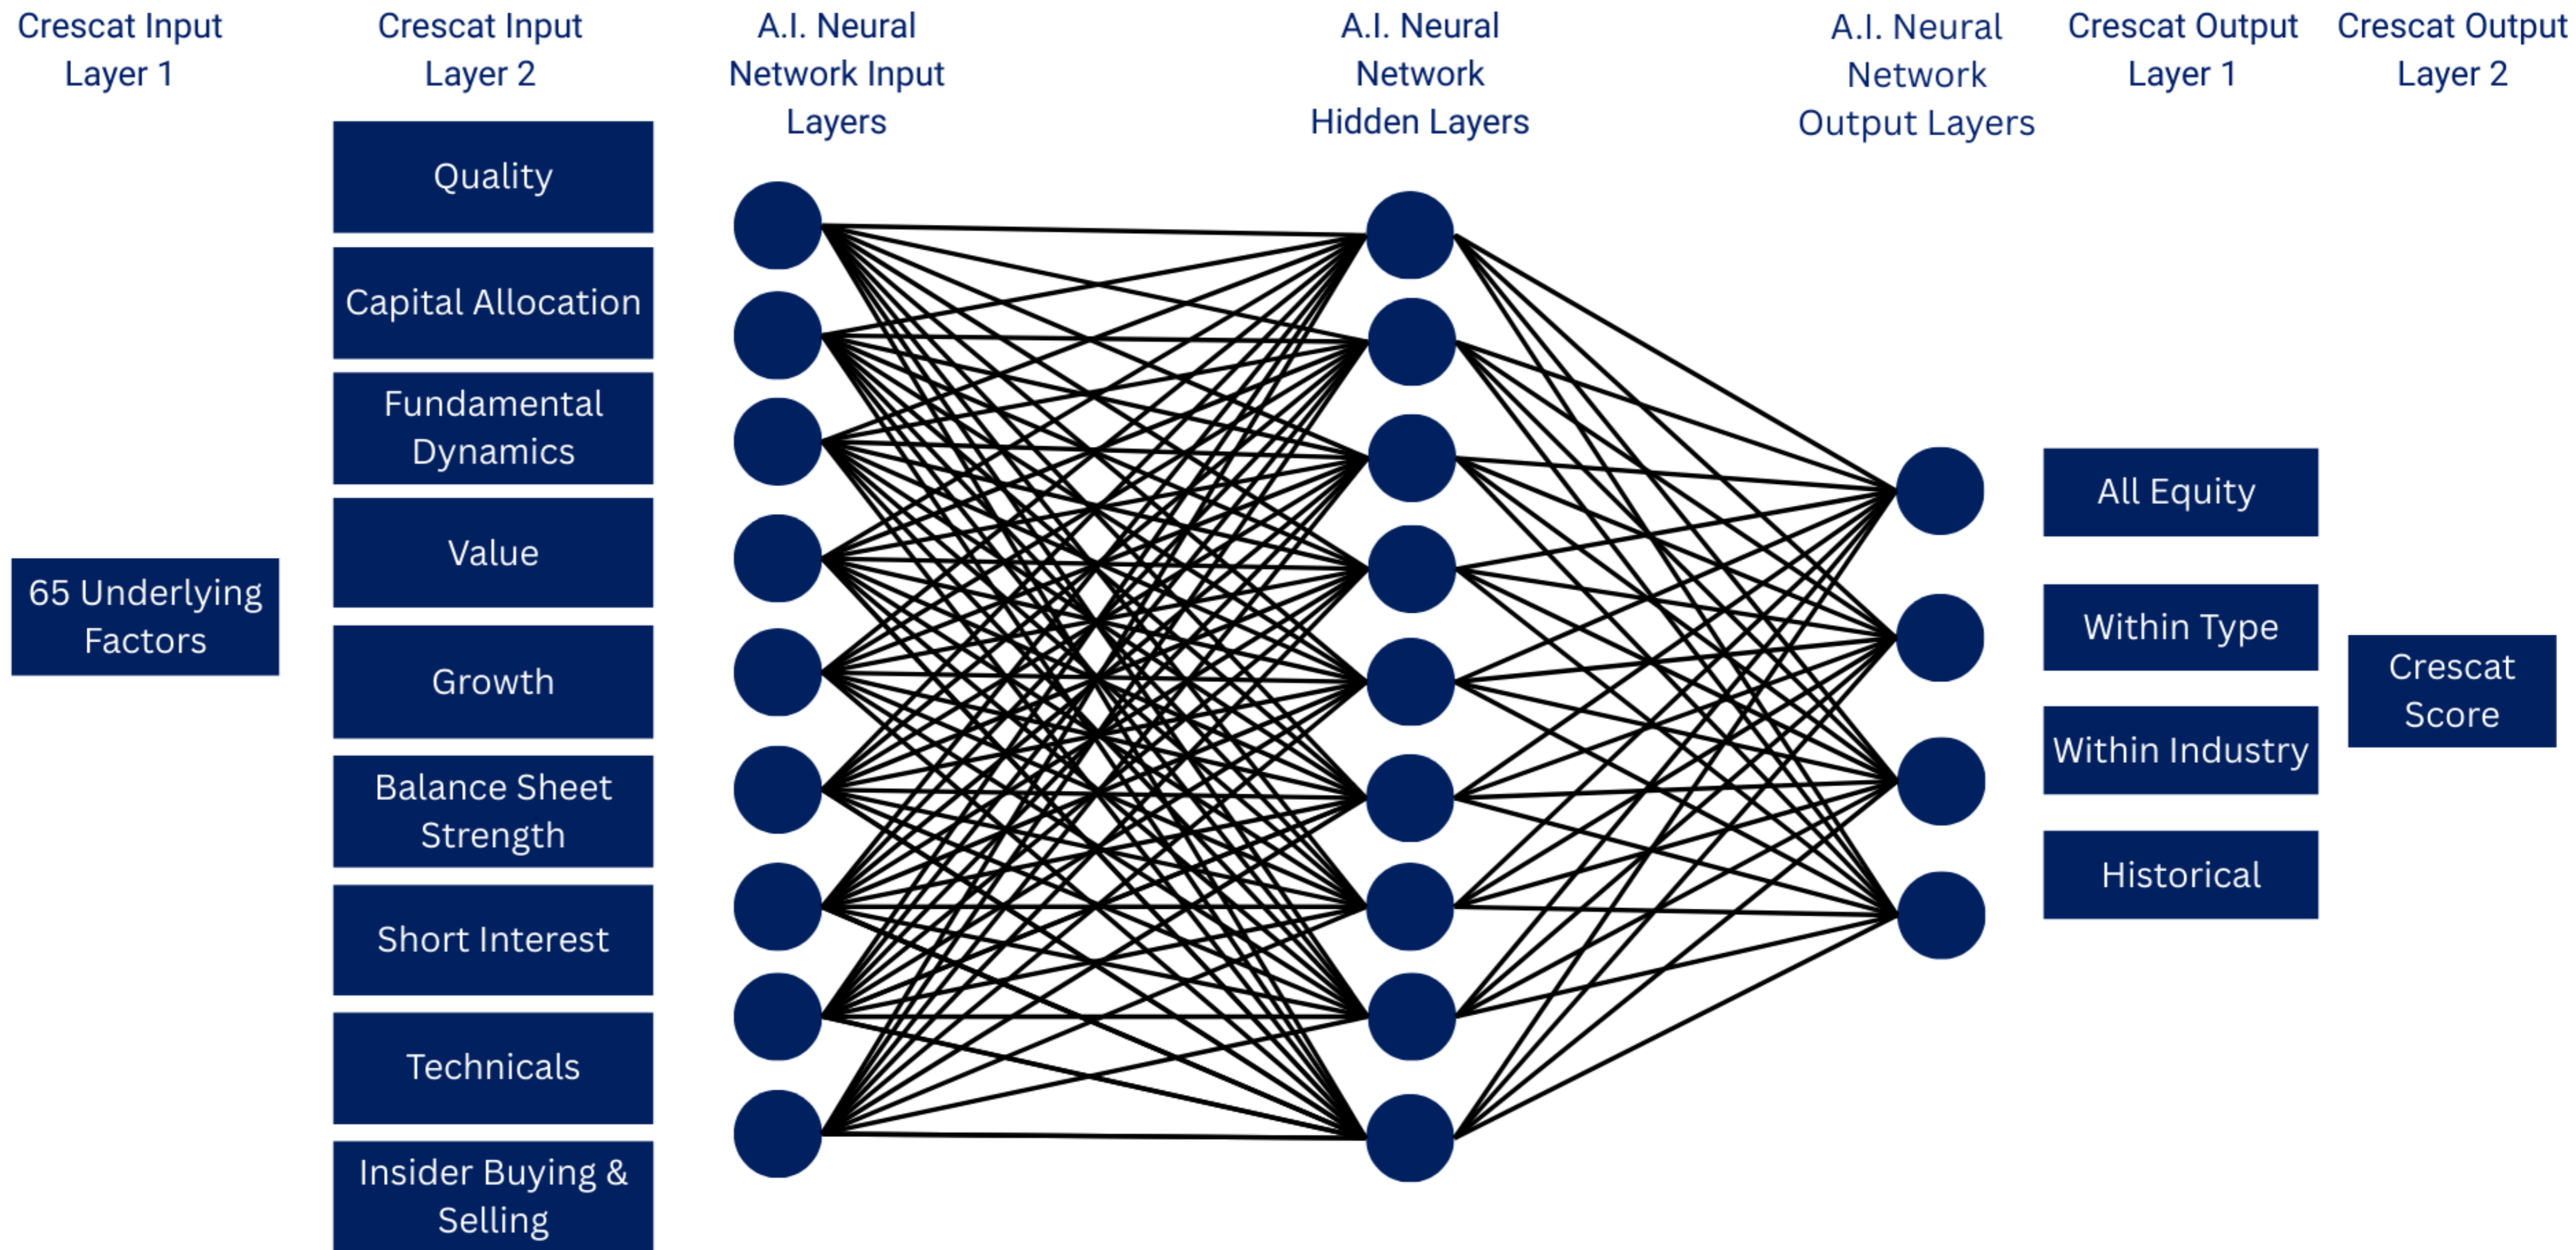 Crescat Input
Layer 1
Crescat Input
Layer 2
A.I. Neural
Network Input
Layers
A.I. Neural
Network
Hidden Layers
A.I. Neural
Network
Output Layers
Crescat Output
Layer 1
Crescat Output
Layer 2
65 Underlying
Factors
Quality
Capital Allocation
Fundamental
Dynamics
Value
Growth
Balance Sheet
Strength
Short Interest
Technicals
Insider Buying &
Selling
All Equity
Within Type
Within Industry
Historical
Crescat
Score